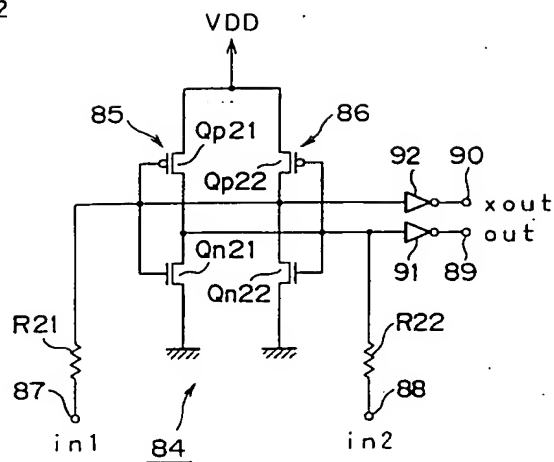 2
VDD
85
86
Qp21
Qp22
92
90
xout
out
Qn21
Qn22
91
89
R21
R22
87
88
in1
84
in2